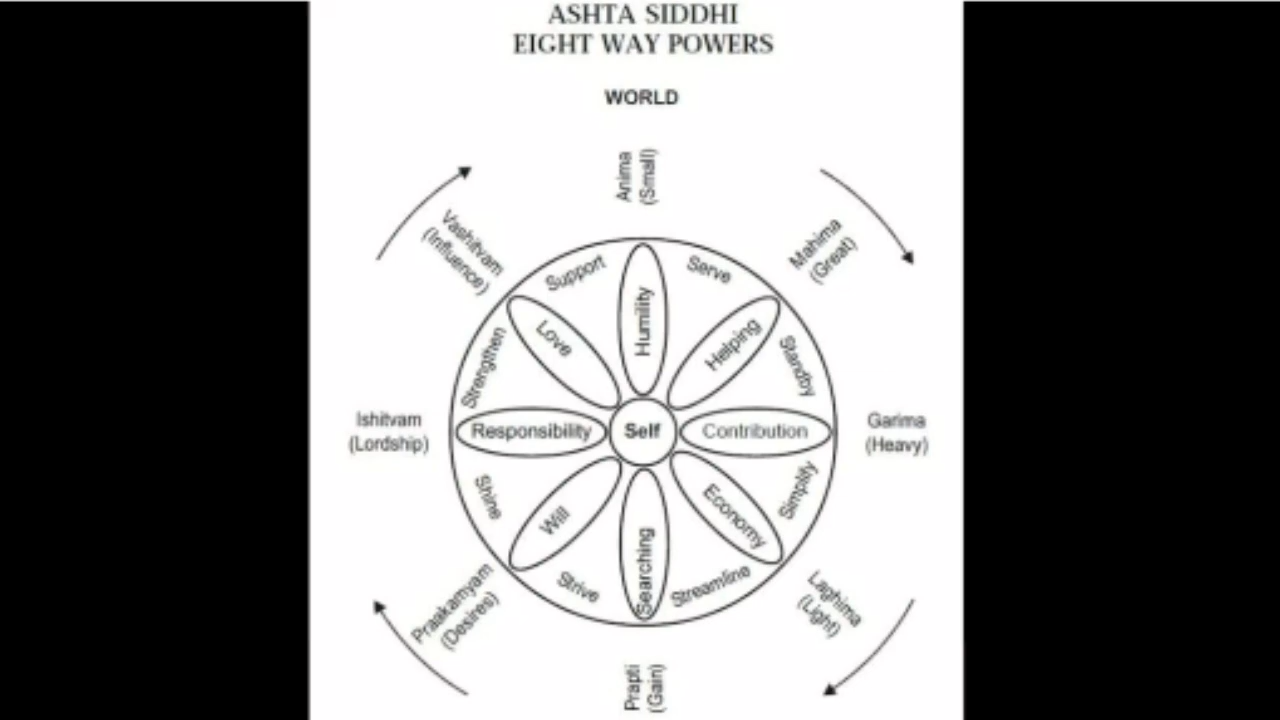 ASHTA SIDDHI
EIGHT WAY POWERS
WORLD
Anima
(Small)
Mahima
(Great)
Garima
(Heavy)
Laghima
(Light)
Prapti
(Gain)
Praakamyam
(Desires)
Ishitvam
(Lordship)
Vashitvam
(Influence)
Support
Serve
Standby
Simplify
Streamline
Strive
Shine
Strengthen
Humility
Helping
Contribution
Economy
Searching
Will
Responsibility
Love
Self